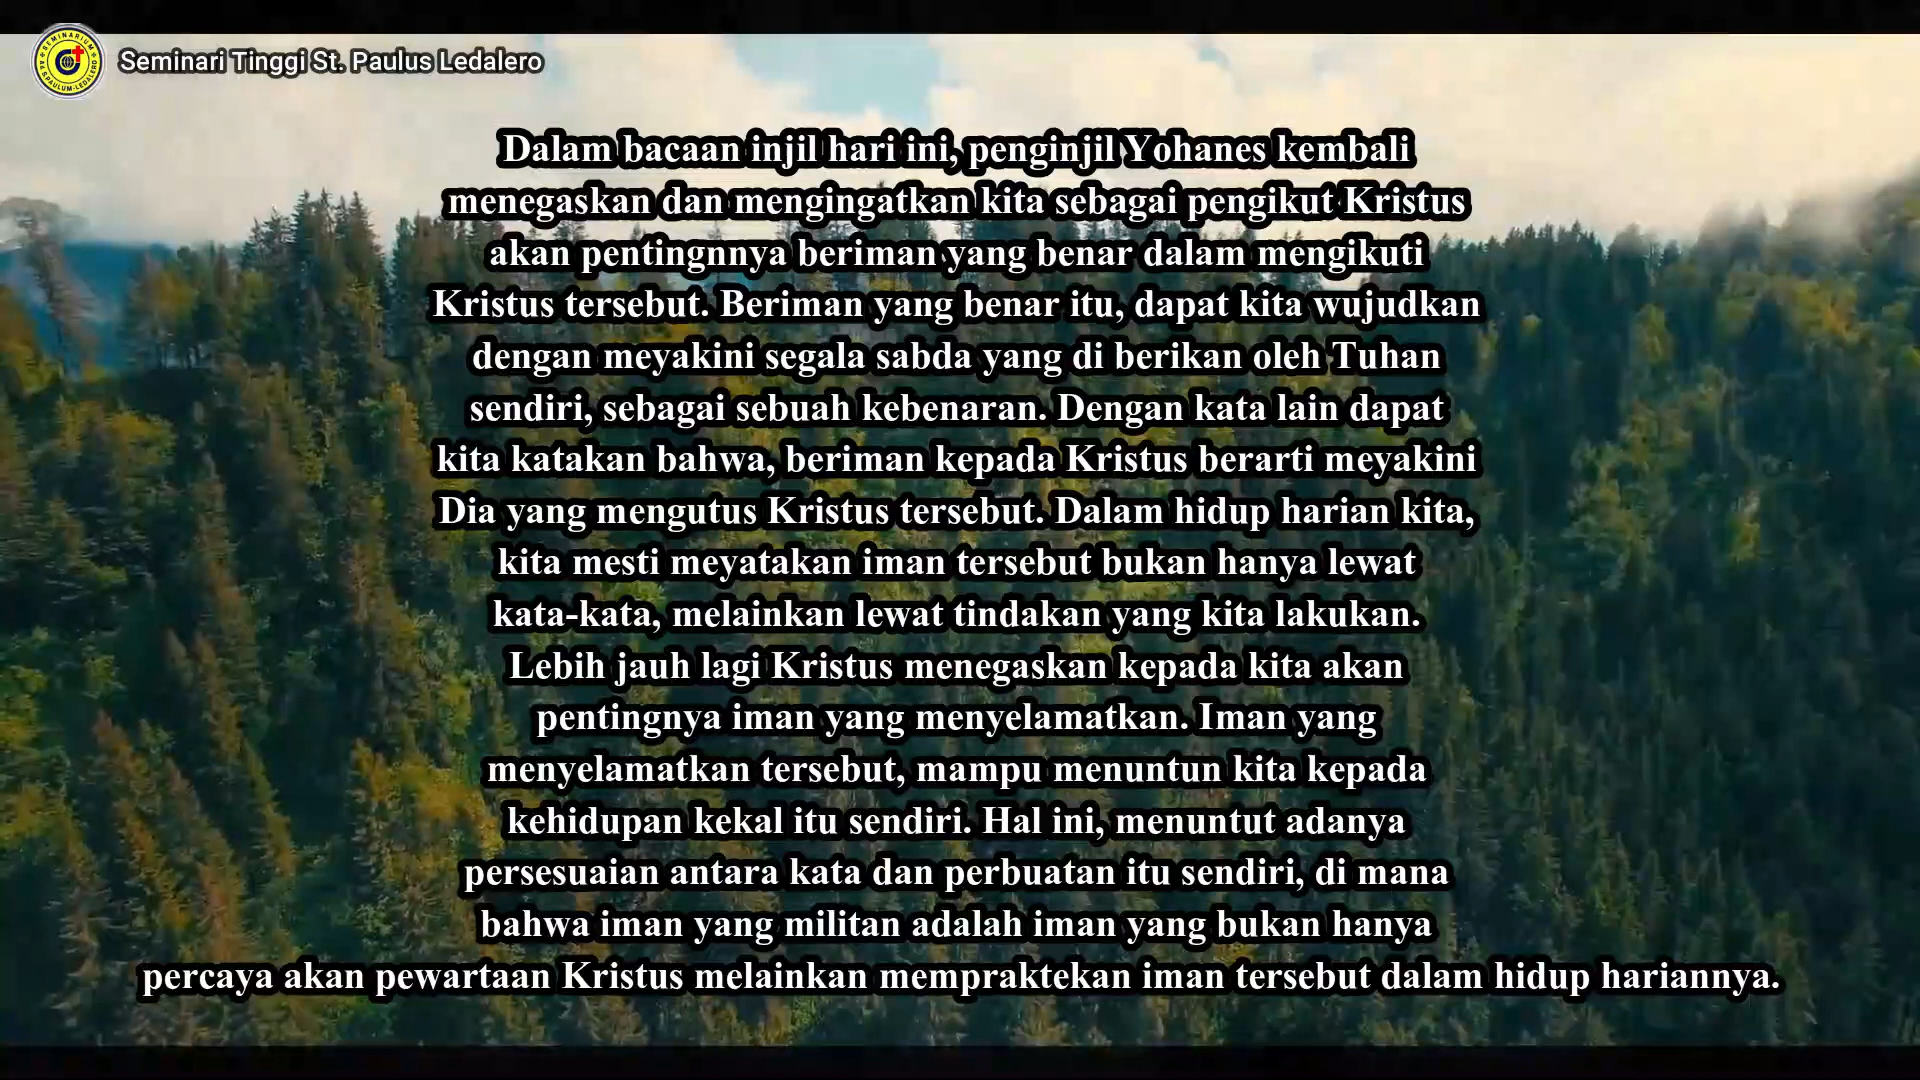 SEMINARIUM
AD S.PAULUM-LEDALERO
Seminari Tinggi St. Paulus Ledalero
Dalam bacaan injil hari ini, penginjil Yohanes kembali
menegaskan dan mengingatkan kita sebagai pengikut Kristus
akan pentingnnya beriman yang benar dalam mengikuti
Kristus tersebut. Beriman yang benar itu, dapat kita wujudkan
dengan meyakini segala sabda yang di berikan oleh Tuhan
sendiri, sebagai sebuah kebenaran. Dengan kata lain dapat
kita katakan bahwa, beriman kepada Kristus berarti meyakini
Dia yang mengutus Kristus tersebut. Dalam hidup harian kita,
kita mesti meyatakan iman tersebut bukan hanya lewat
kata-kata, melainkan lewat tindakan yang kita lakukan.
Lebih jauh lagi Kristus menegaskan kepada kita akan
pentingnya iman yang menyelamatkan. Iman yang
menyelamatkan tersebut, mampu menuntun kita kepada
kehidupan kekal itu sendiri. Hal ini, menuntut adanya
persesuaian antara kata dan perbuatan itu sendiri, di mana
bahwa iman yang militan adalah iman yang bukan hanya
percaya akan pewartaan Kristus melainkan mempraktekan iman tersebut dalam hidup hariannya.